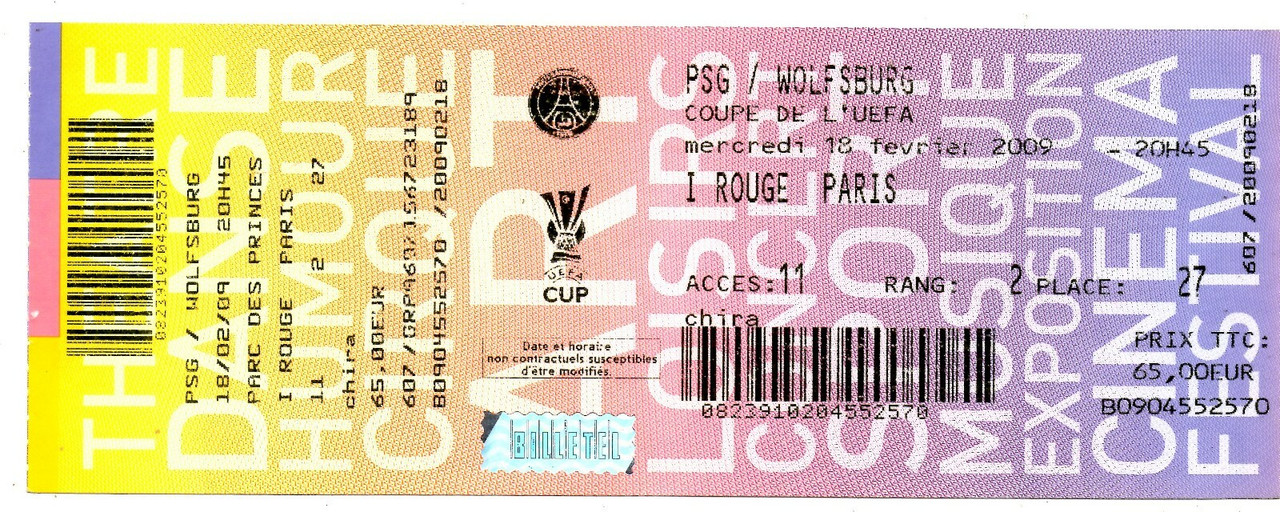 THEATRE
DANSE
HUMOUR
CIRQUE
ART
LOISIRS
CONCERT
SPORT
MUSIQUE
EXPOSITION
CINEMA
FESTIVAL
0823910204552570
PSG / WOLFSBURG
18/02/09 20H45
PARC DES PRINCES
I ROUGE PARIS
11 2 27
chira
65,00EUR
B0904552570 /20090218
UEFA
CUP
Date et horaire
non contractuels susceptibles
d'être modifiés.
BILLETEL
PSG / WOLFSBURG
COUPE DE L'UEFA
mercredi 18 fevrier 2009 - 20H45
I ROUGE PARIS
ACCES:11 RANG: 2 PLACE: 27
chira
0823910204552570
PRIX TTC:
65,00EUR
B0904552570
607 /20090218